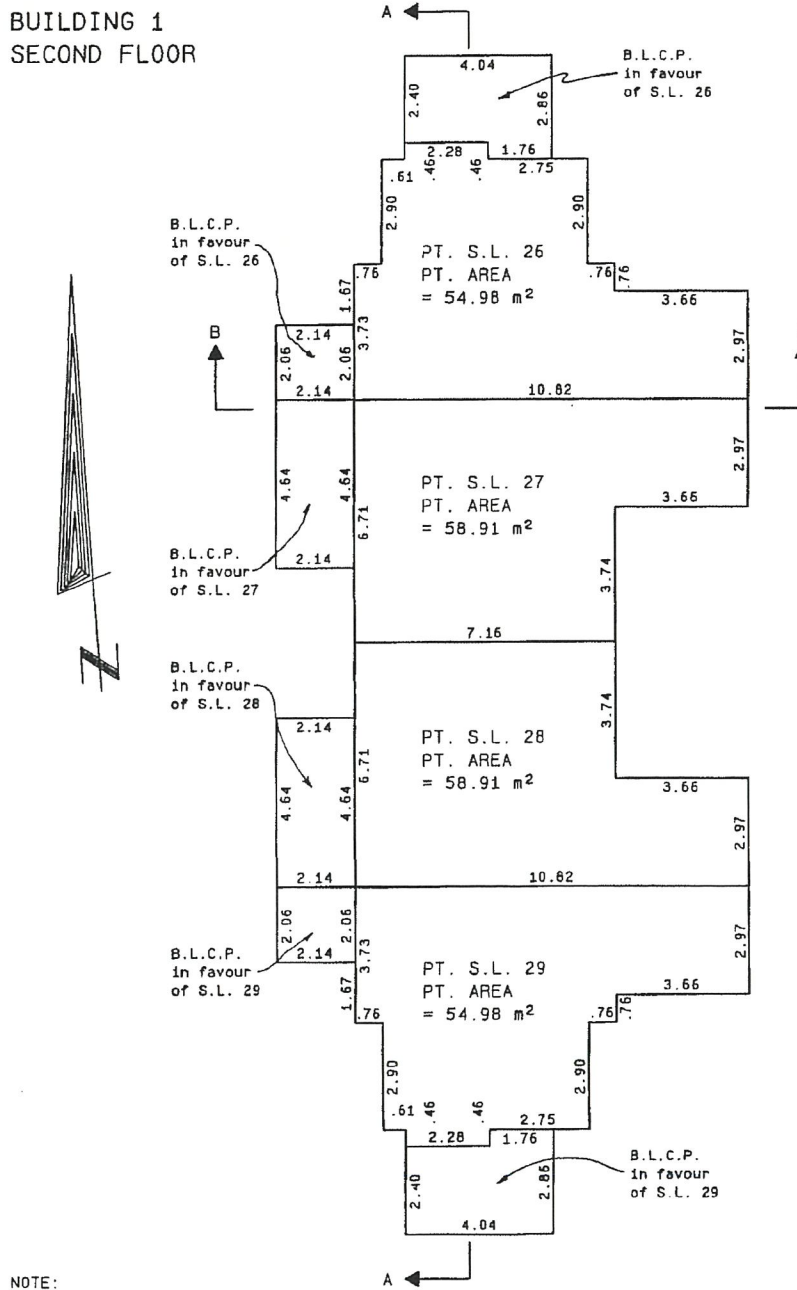 BUILDING 1
SECOND FLOOR
A
4.04
B.L.C.P.
in favour
of S.L. 26
2.40
2.86
2.28
1.76
.61
.46
.46
2.75
2.90
2.90
B.L.C.P.
in favour
of S.L. 26
PT. S.L. 26
PT. AREA
= 54.98 m²
.76
.76
.76
1.67
3.66
B
2.14
3.73
2.06
2.06
2.97
2.14
10.82
4.64
4.64
6.71
PT. S.L. 27
PT. AREA
= 58.91 m²
2.97
3.66
B.L.C.P.
in favour
of S.L. 27
2.14
3.74
7.16
B.L.C.P.
in favour
of S.L. 28
N
2.14
3.74
PT. S.L. 28
PT. AREA
= 58.91 m²
6.71
4.64
4.64
3.66
2.97
2.14
10.82
2.06
2.06
B.L.C.P.
in favour
of S.L. 29
2.14
3.73
1.67
PT. S.L. 29
PT. AREA
= 54.98 m²
2.97
3.66
.76
.76
.76
2.90
2.90
.61
.46
.46
2.75
2.28
1.76
2.40
2.86
B.L.C.P.
in favour
of S.L. 29
4.04
A
NOTE: